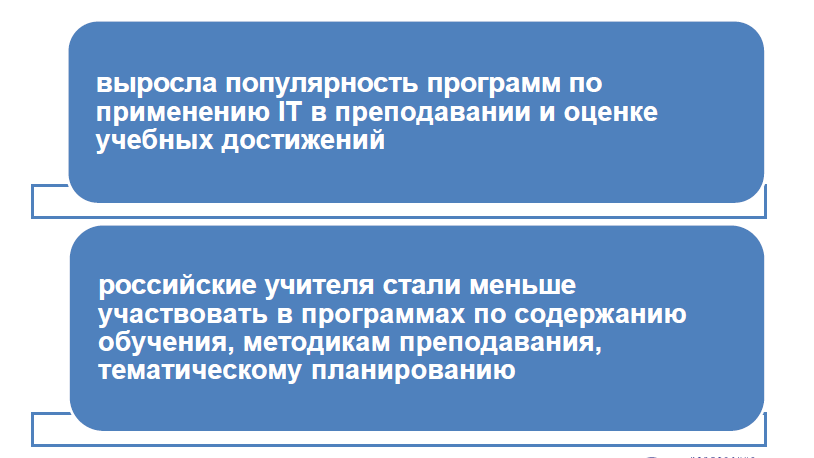 выросла популярность программ по
применению IT в преподавании и оценке
учебных достижений
российские учителя стали меньше
участвовать в программах по содержанию
обучения, методикам преподавания,
тематическому планированию